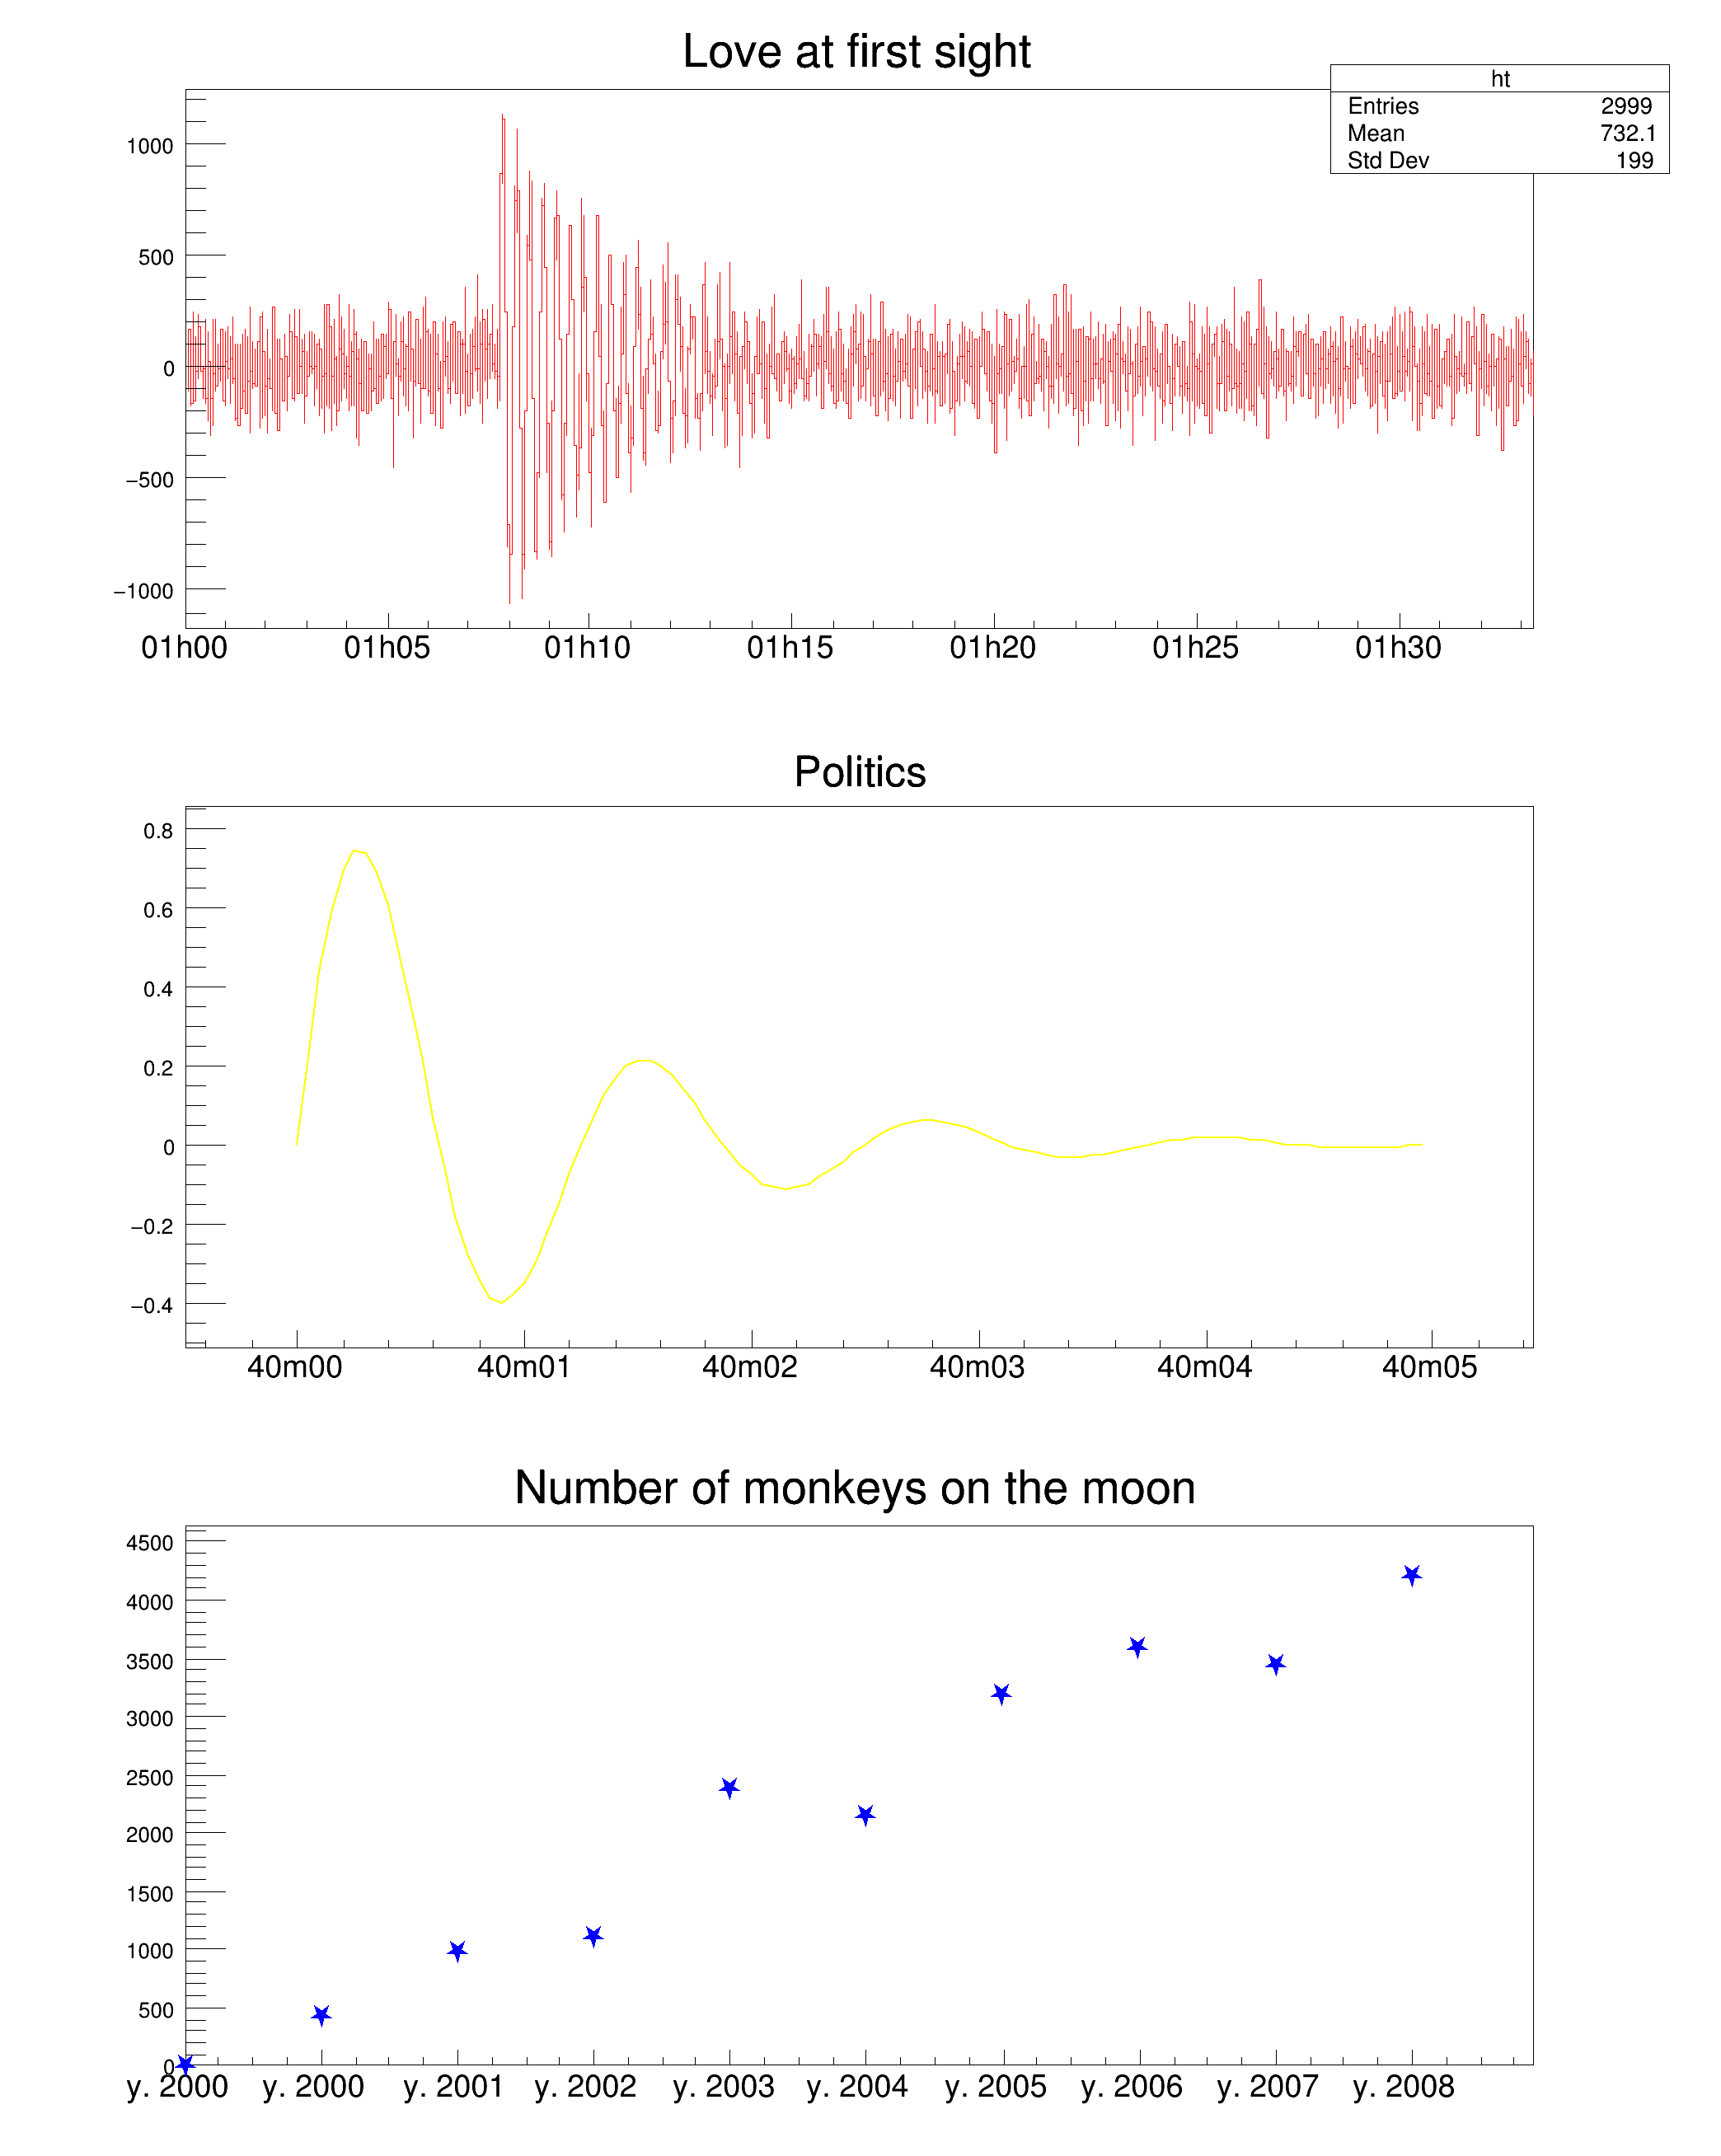 Love at first sight
ht
Entries 2999
Mean 732.1
Std Dev 199
1000
500
0
−500
−1000
01h00 01h05 01h10 01h15 01h20 01h25 01h30
Politics
0.8
0.6
0.4
0.2
0
−0.2
−0.4
40m00 40m01 40m02 40m03 40m04 40m05
Number of monkeys on the moon
4500
4000
3500
3000
2500
2000
1500
1000
500
0
y. 2000 y. 2000 y. 2001 y. 2002 y. 2003 y. 2004 y. 2005 y. 2006 y. 2007 y. 2008